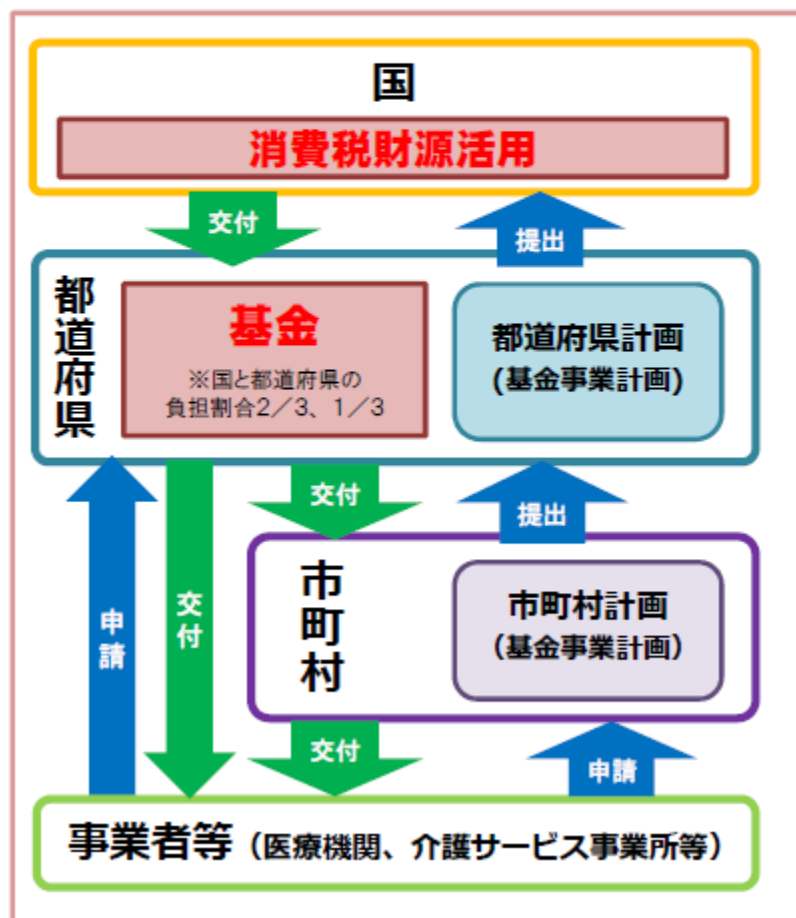 国
消費税財源活用
交付
提出
都道府県
基金
※国と都道府県の
負担割合2／3、1／3
都道府県計画
(基金事業計画)
申請
交付
交付
提出
市町村
市町村計画
（基金事業計画）
交付
申請
事業者等（医療機関、介護サービス事業所等）